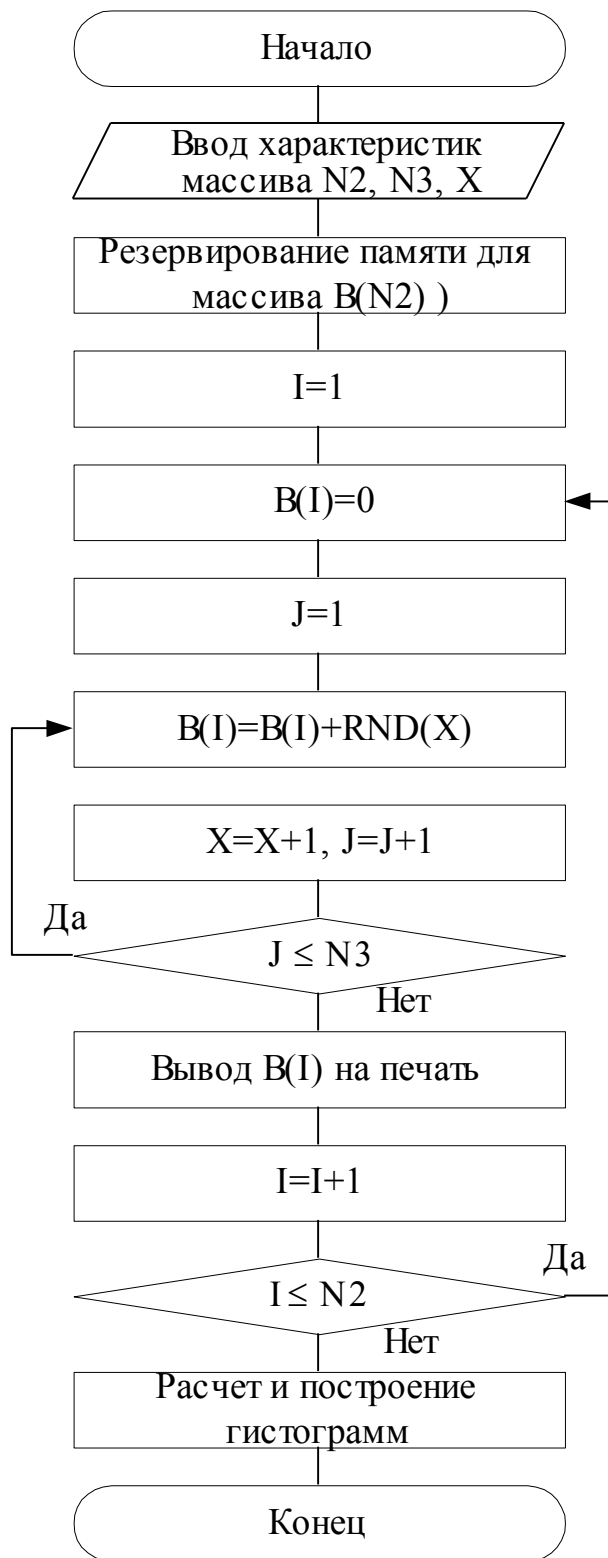 Начало
Ввод характеристик
массива N2, N3, X
Резервирование памяти для
массива B(N2) )
I=1
B(I)=0
J=1
B(I)=B(I)+RND(X)
X=X+1, J=J+1
Да
J ≤ N3
Нет
Вывод B(I) на печать
I=I+1
Да
I ≤ N2
Нет
Расчет и построение
гистограмм
Конец